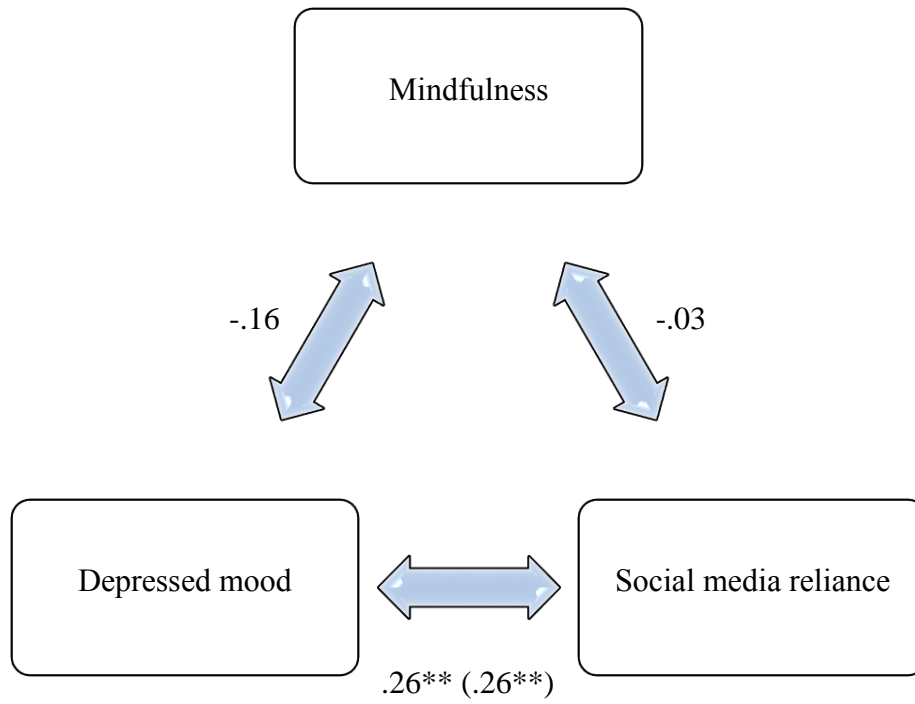 Mindfulness
-.16
-.03
Depressed mood
Social media reliance
.26** (.26**)